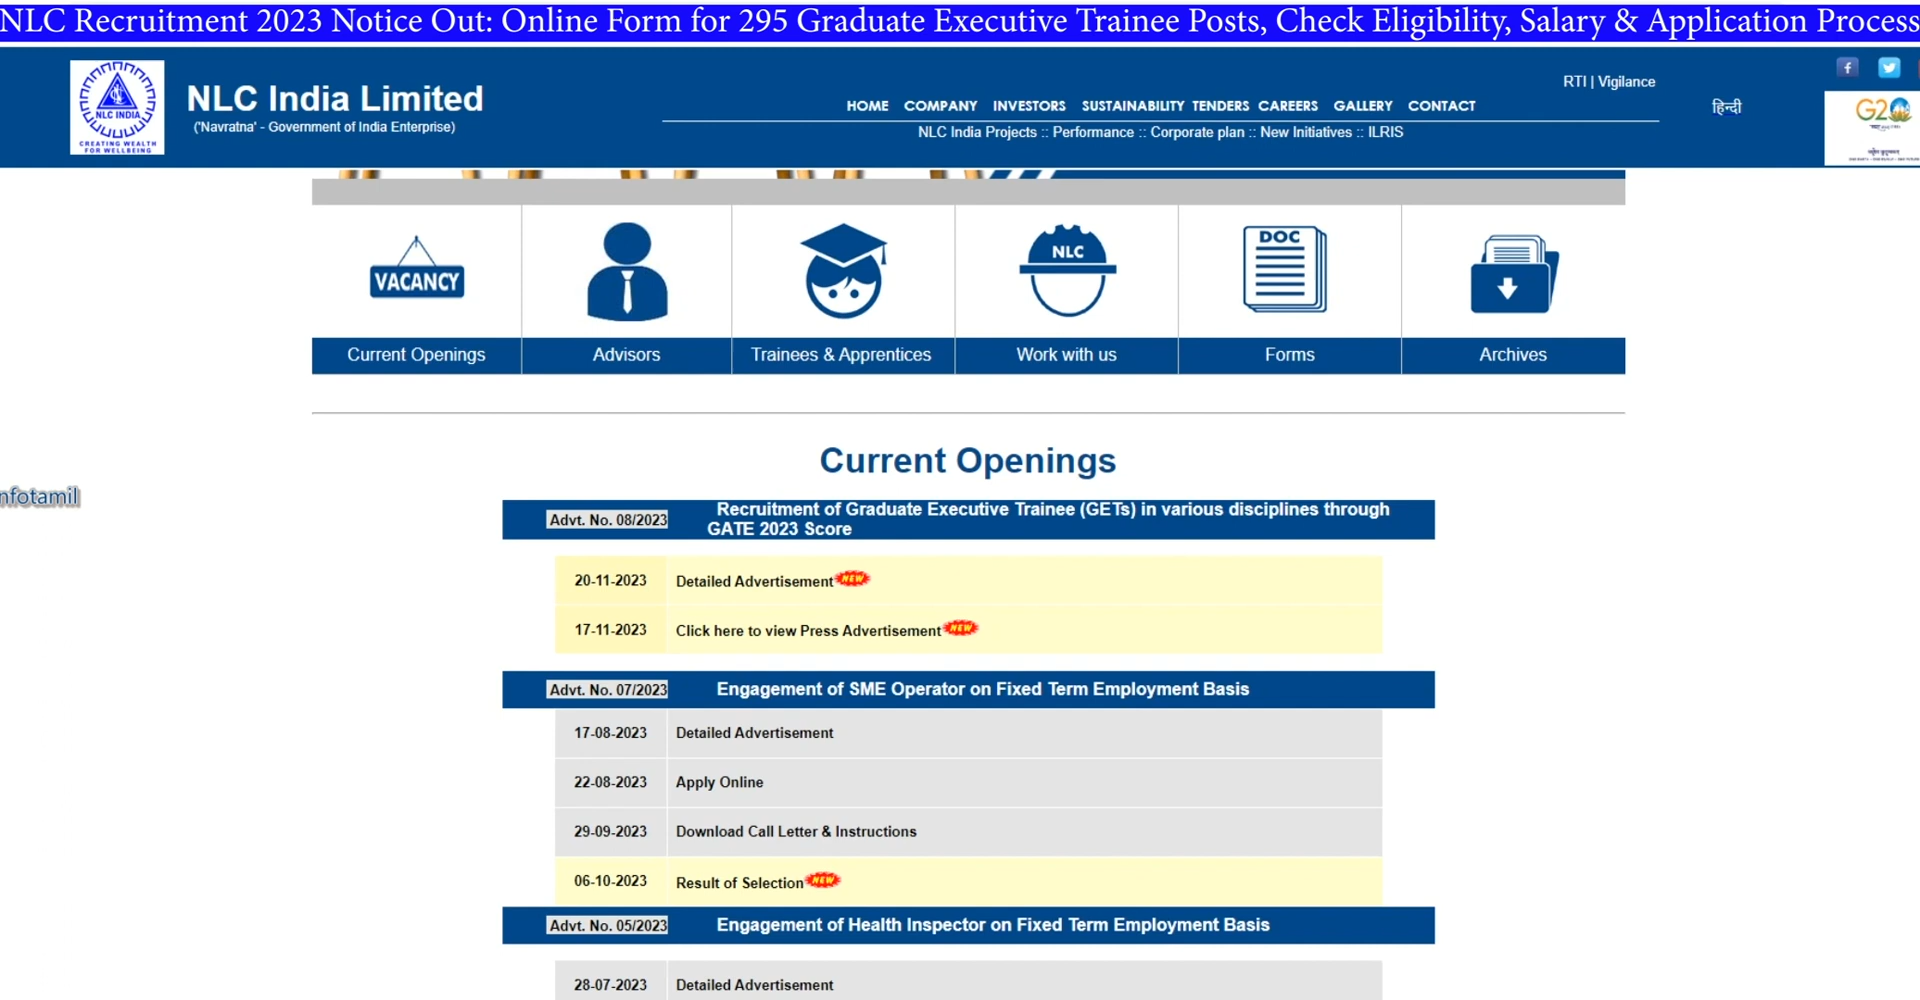 NLC Recruitment 2023 Notice Out: Online Form for 295 Graduate Executive Trainee Posts, Check Eligibility, Salary & Application Process
NLC INDIA
CREATING WEALTH
FOR WELLBEING
NLC India Limited
('Navratna' - Government of India Enterprise)
RTI | Vigilance
HOME COMPANY INVESTORS SUSTAINABILITY TENDERS CAREERS GALLERY CONTACT
NLC India Projects :: Performance :: Corporate plan :: New Initiatives :: ILRIS
हिन्दी
G20
VACANCY
NLC
DOC
Current Openings
Advisors
Trainees & Apprentices
Work with us
Forms
Archives
Current Openings
nfotamil
Advt. No. 08/2023 Recruitment of Graduate Executive Trainee (GETs) in various disciplines through
GATE 2023 Score
20-11-2023 Detailed Advertisement NEW
17-11-2023 Click here to view Press Advertisement NEW
Advt. No. 07/2023 Engagement of SME Operator on Fixed Term Employment Basis
17-08-2023 Detailed Advertisement
22-08-2023 Apply Online
29-09-2023 Download Call Letter & Instructions
06-10-2023 Result of Selection NEW
Advt. No. 05/2023 Engagement of Health Inspector on Fixed Term Employment Basis
28-07-2023 Detailed Advertisement